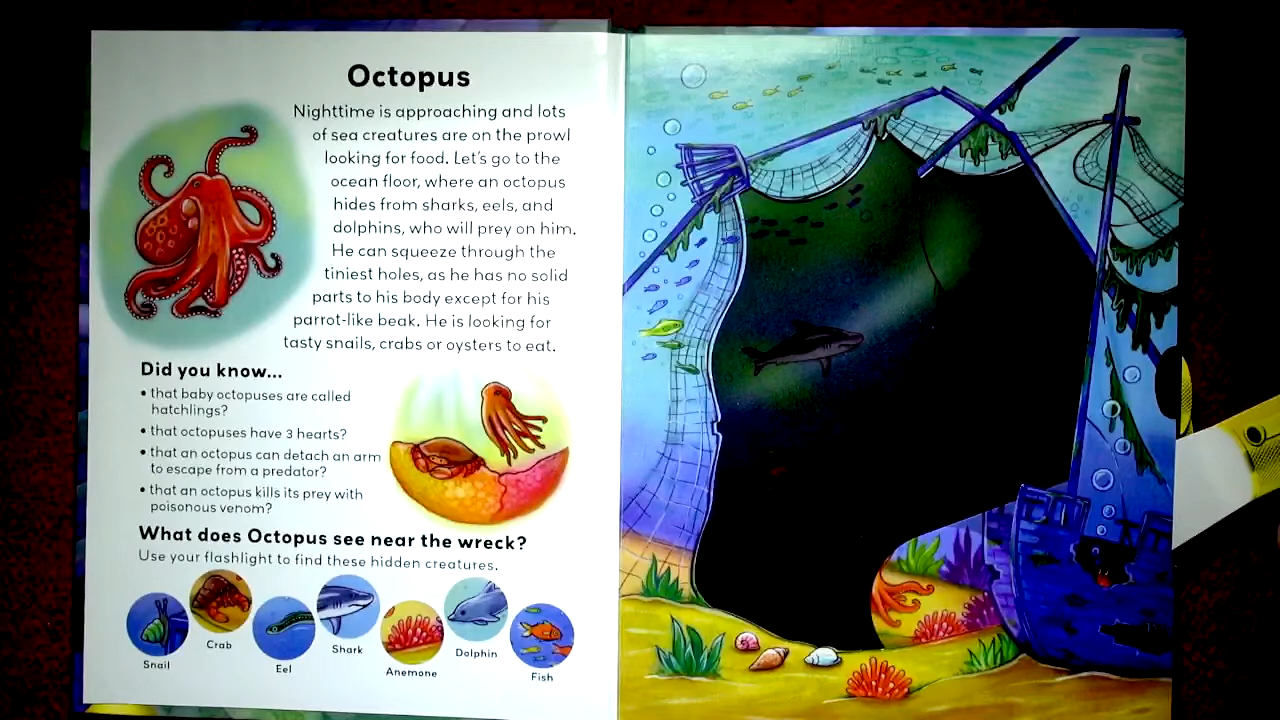 Octopus
Nighttime is approaching and lots
of sea creatures are on the prowl
looking for food. Let's go to the
ocean floor, where an octopus
hides from sharks, eels, and
dolphins, who will prey on him.
He can squeeze through the
tiniest holes, as he has no solid
parts to his body except for his
parrot-like beak. He is looking for
tasty snails, crabs or oysters to eat.
Did you know...
• that baby octopuses are called
hatchlings?
• that octopuses have 3 hearts?
• that an octopus can detach an arm
to escape from a predator?
• that an octopus kills its prey with
poisonous venom?
What does Octopus see near the wreck?
Use your flashlight to find these hidden creatures.
Snail
Crab
Eel
Shark
Anemone
Dolphin
Fish